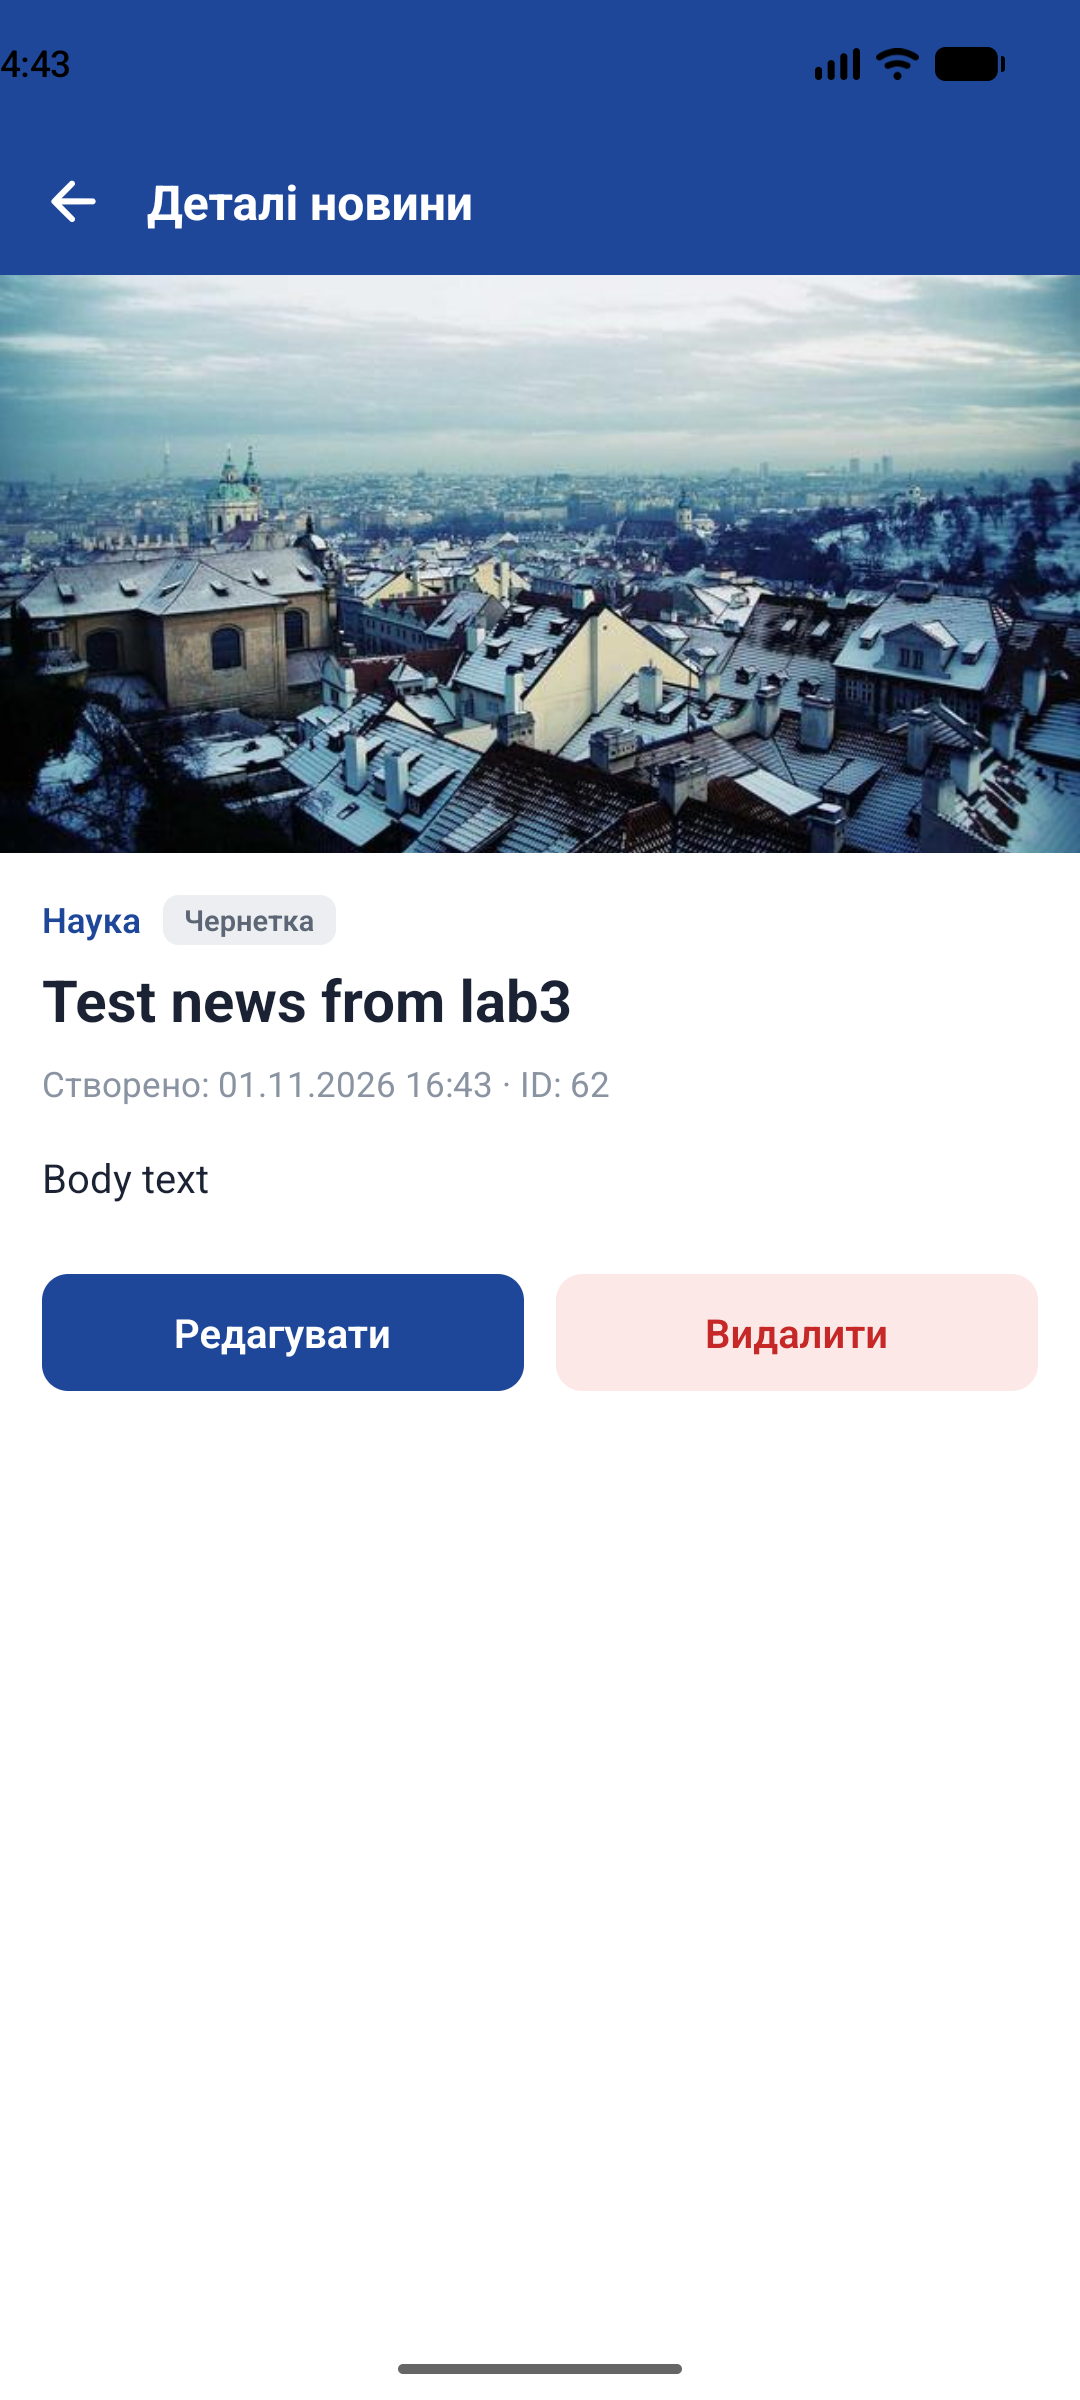 4:43
Деталі новини
Наука Чернетка
Test news from lab3
Створено: 01.11.2026 16:43 · ID: 62
Body text
Редагувати Видалити